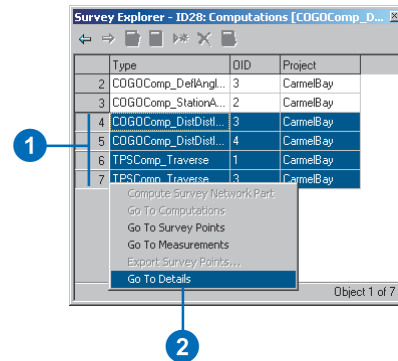 Survey Explorer - ID28: Computations [COGOComp_D...
Type OID Project
2 COGOComp_DeflAngl... 3 CarmelBay
3 COGOComp_StationA... 2 CarmelBay
4 COGOComp_DistDistI... 3 CarmelBay
5 COGOComp_DistDistI... 4 CarmelBay
6 TPSComp_Traverse 1 CarmelBay
7 TPSComp_Traverse 3 CarmelBay
1
Compute Survey Network Part
Go To Computations
Go To Survey Points
Go To Measurements
Export Survey Points...
Go To Details
Object 1 of 7
2